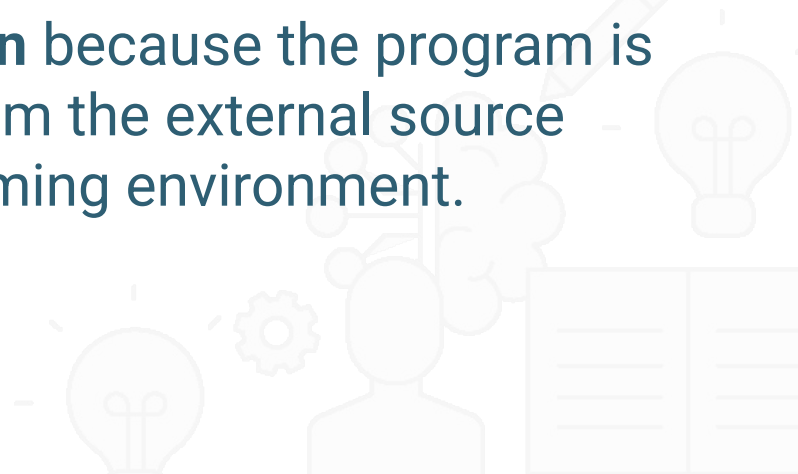 n because the program is
m the external source
ming environment.